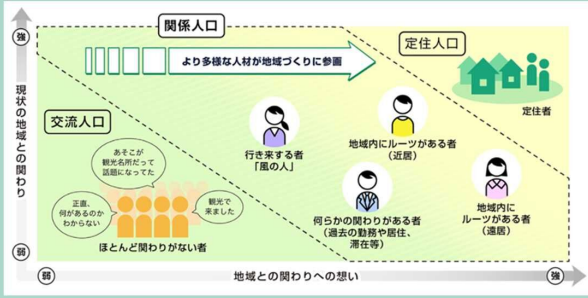 関係人口
定住人口
強
より多様な人材が地域づくりに参画
定住者
現状の地域との関わり
交流人口
あそこが
観光名所だって
話題になってた
正直、
何があるのか
わからない
観光で
来ました
ほとんど関わりがない者
行き来する者
「風の人」
地域内にルーツがある者
（近居）
何らかの関わりがある者
（過去の勤務や居住、
滞在等）
地域内に
ルーツがある者
（遠居）
弱
弱
地域との関わりへの想い
強